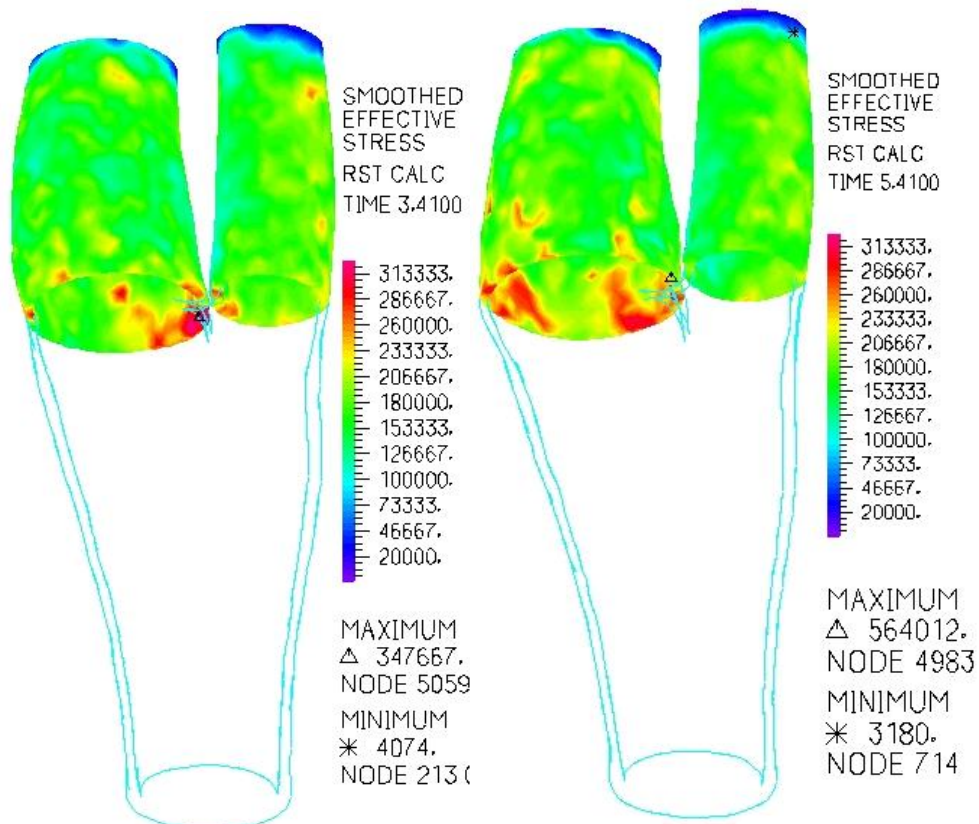 SMOOTHED
EFFECTIVE
STRESS
RST CALC
TIME 3.4100
313333.
286667.
260000.
233333.
206667.
180000.
153333.
126667.
100000.
73333.
46667.
20000.
MAXIMUM
△ 347667.
NODE 5059
MINIMUM
✳ 4074.
NODE 213(
SMOOTHED
EFFECTIVE
STRESS
RST CALC
TIME 5.4100
313333.
286667.
260000.
233333.
206667.
180000.
153333.
126667.
100000.
73333.
46667.
20000.
MAXIMUM
△ 564012.
NODE 4983
MINIMUM
✳ 3180.
NODE 714